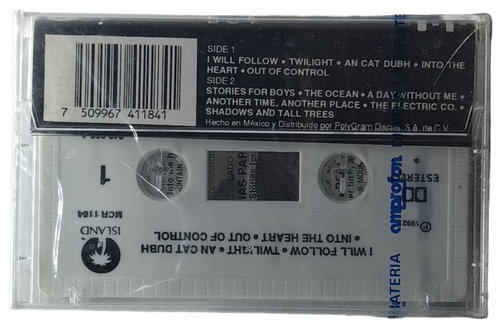 SIDE 1
I WILL FOLLOW • TWILIGHT • AN CAT DUBH • INTO THE
HEART • OUT OF CONTROL
SIDE 2
STORIES FOR BOYS • THE OCEAN • A DAY WITHOUT ME •
ANOTHER TIME, ANOTHER PLACE • THE ELECTRIC CO. •
SHADOWS AND TALL TREES
Hecho en México y Distribuido por PolyGram Discos, S.A. de C.V.
7 509967 411841
1
MCR 1184
ISLAND
LADO
I WILL FOLLOW • TWILIGHT • AN CAT DUBH
• INTO THE HEART • OUT OF CONTROL
ESTEREO
℗ 1992
amprofon